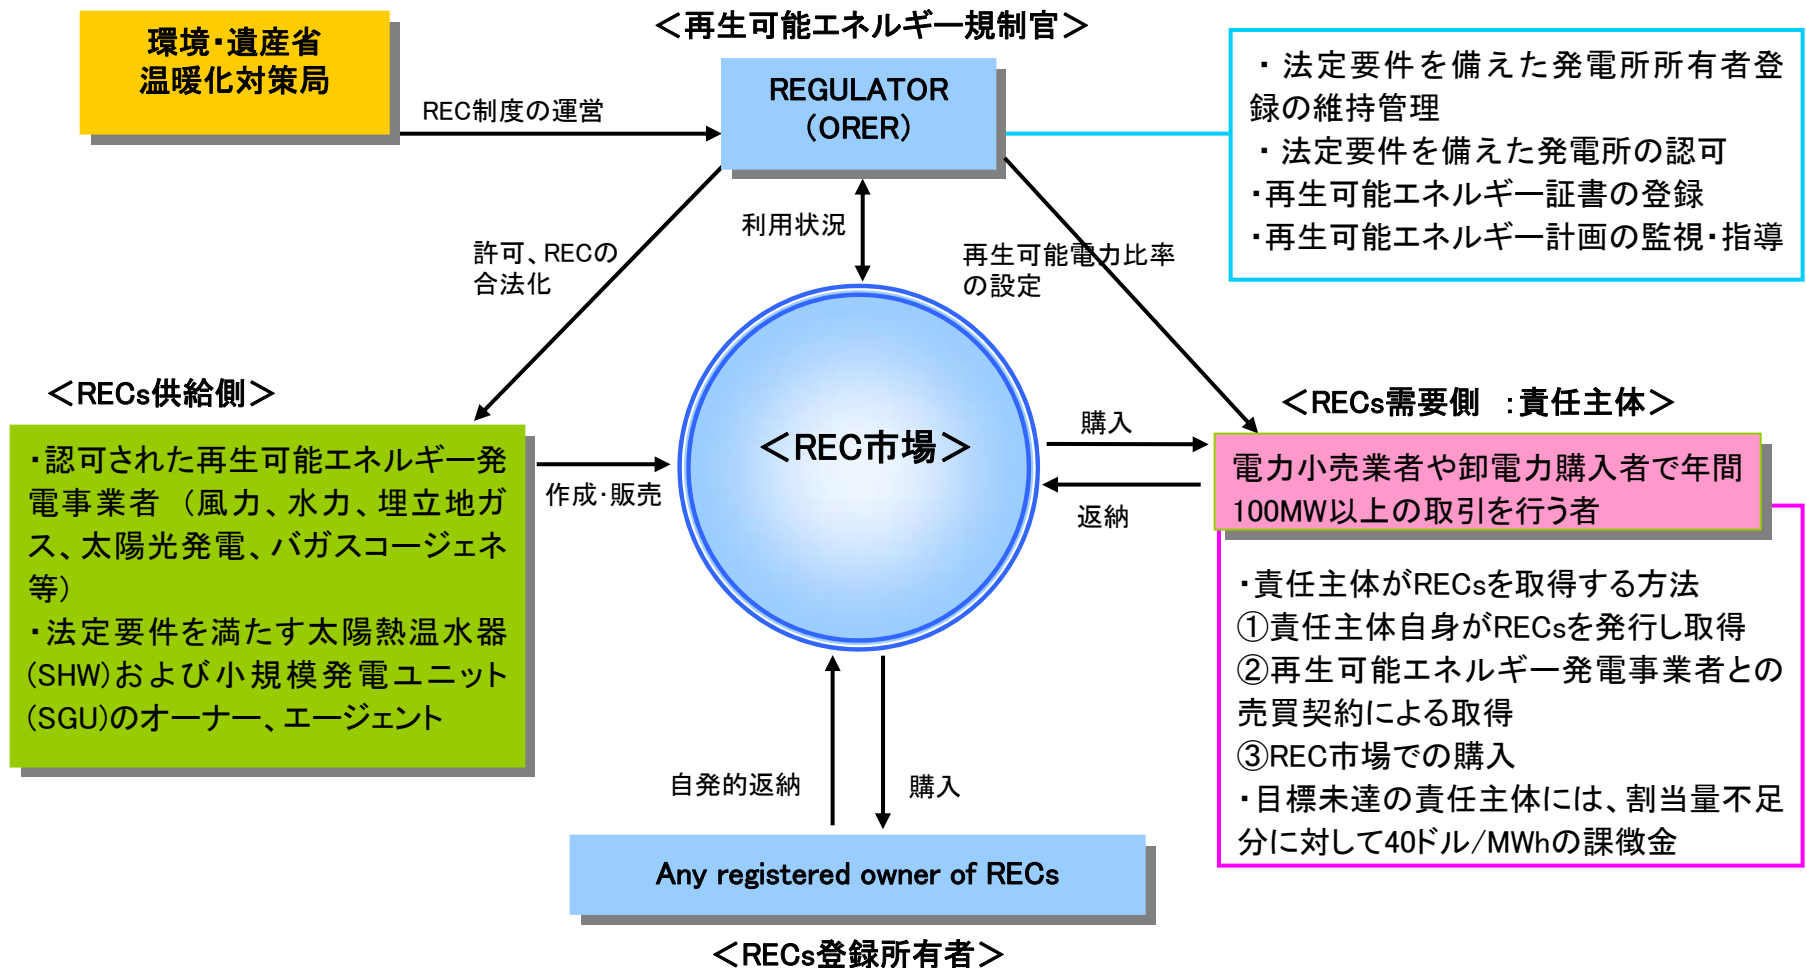 ＜再生可能エネルギー規制官＞
環境・遺産省
温暖化対策局
REC制度の運営
REGULATOR
（ORER）
・ 法定要件を備えた発電所所有者登
録の維持管理
・ 法定要件を備えた発電所の認可
・再生可能エネルギー証書の登録
・再生可能エネルギー計画の監視・指導
利用状況
許可、RECの
合法化
再生可能電力比率
の設定
＜RECs供給側＞
・認可された再生可能エネルギー発
電事業者 （風力、水力、埋立地ガ
ス、太陽光発電、バガスコージェネ
等）
・法定要件を満たす太陽熱温水器
(SHW)および小規模発電ユニット
(SGU)のオーナー、エージェント
作成・販売
＜REC市場＞
購入
返納
＜RECs需要側 ：責任主体＞
電力小売業者や卸電力購入者で年間
100MW以上の取引を行う者
・責任主体がRECsを取得する方法
①責任主体自身がRECsを発行し取得
②再生可能エネルギー発電事業者との
売買契約による取得
③REC市場での購入
・目標未達の責任主体には、割当量不足
分に対して40ドル/MWhの課徴金
自発的返納
購入
Any registered owner of RECs
＜RECs登録所有者＞